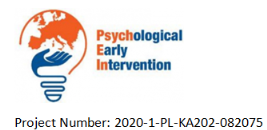 Psychological
Early
Intervention
Project Number: 2020-1-PL-KA202-082075